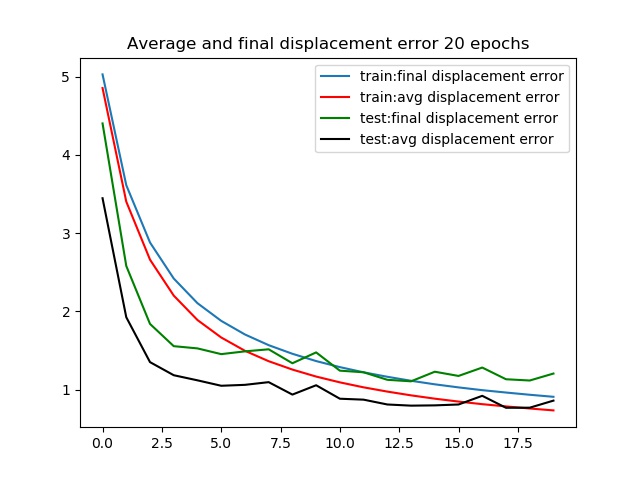 Average and final displacement error 20 epochs
train:final displacement error
train:avg displacement error
test:final displacement error
test:avg displacement error
5
4
3
2
1
0.0 2.5 5.0 7.5 10.0 12.5 15.0 17.5